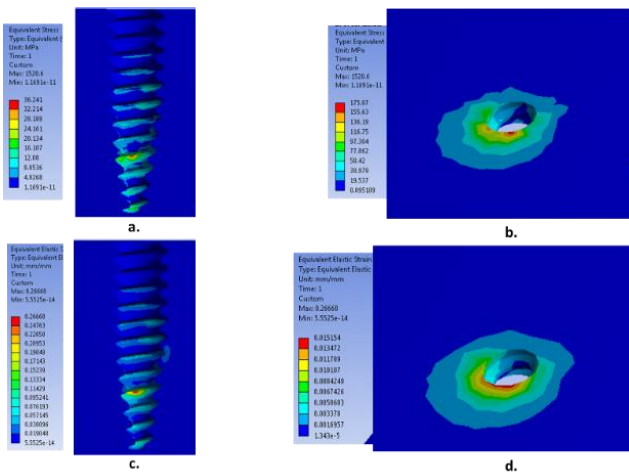 Equivalent Stress
Type: Equivalent (
Unit: MPa
Time: 1
Custom
Max: 1520.6
Min: 1.1691e-11
36.241
32.214
28.188
24.161
20.134
16.107
12.08
8.0536
4.0268
1.1691e-11
a.
Equivalent Stress
Type: Equivalent
Unit: MPa
Time: 1
Custom
Max: 1520.6
Min: 1.1691e-11
175.07
155.63
136.19
116.75
97.304
77.862
58.42
38.978
19.537
0.095109
b.
Equivalent Elastic S
Type: Equivalent El
Unit: mm/mm
Time: 1
Custom
Max: 0.26668
Min: 5.5525e-14
0.26668
0.24763
0.22858
0.20953
0.19048
0.17143
0.15239
0.13334
0.11429
0.095241
0.076193
0.057145
0.038096
0.019048
5.5525e-14
c.
Equivalent Elastic Strain
Type: Equivalent Elastic
Unit: mm/mm
Time: 1
Custom
Max: 0.26668
Min: 5.5525e-14
0.015154
0.013472
0.011789
0.010107
0.0084240
0.0067426
0.0050603
0.003378
0.0016957
1.343e-5
d.